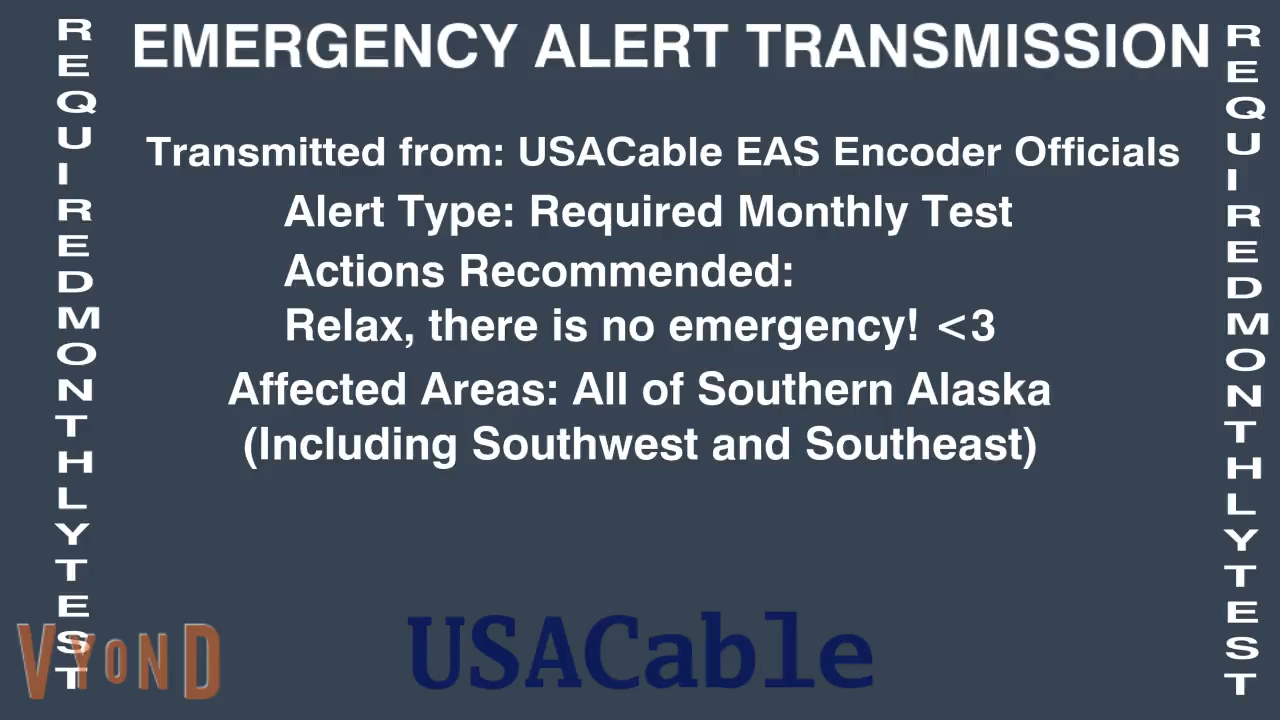 EMERGENCY ALERT TRANSMISSION
REQUIREDMONTHLYTEST
Transmitted from: USACable EAS Encoder Officials
Alert Type: Required Monthly Test
Actions Recommended:
Relax, there is no emergency! <3
Affected Areas: All of Southern Alaska
(Including Southwest and Southeast)
REQUIREDMONTHLYTEST
VYOND
USACable